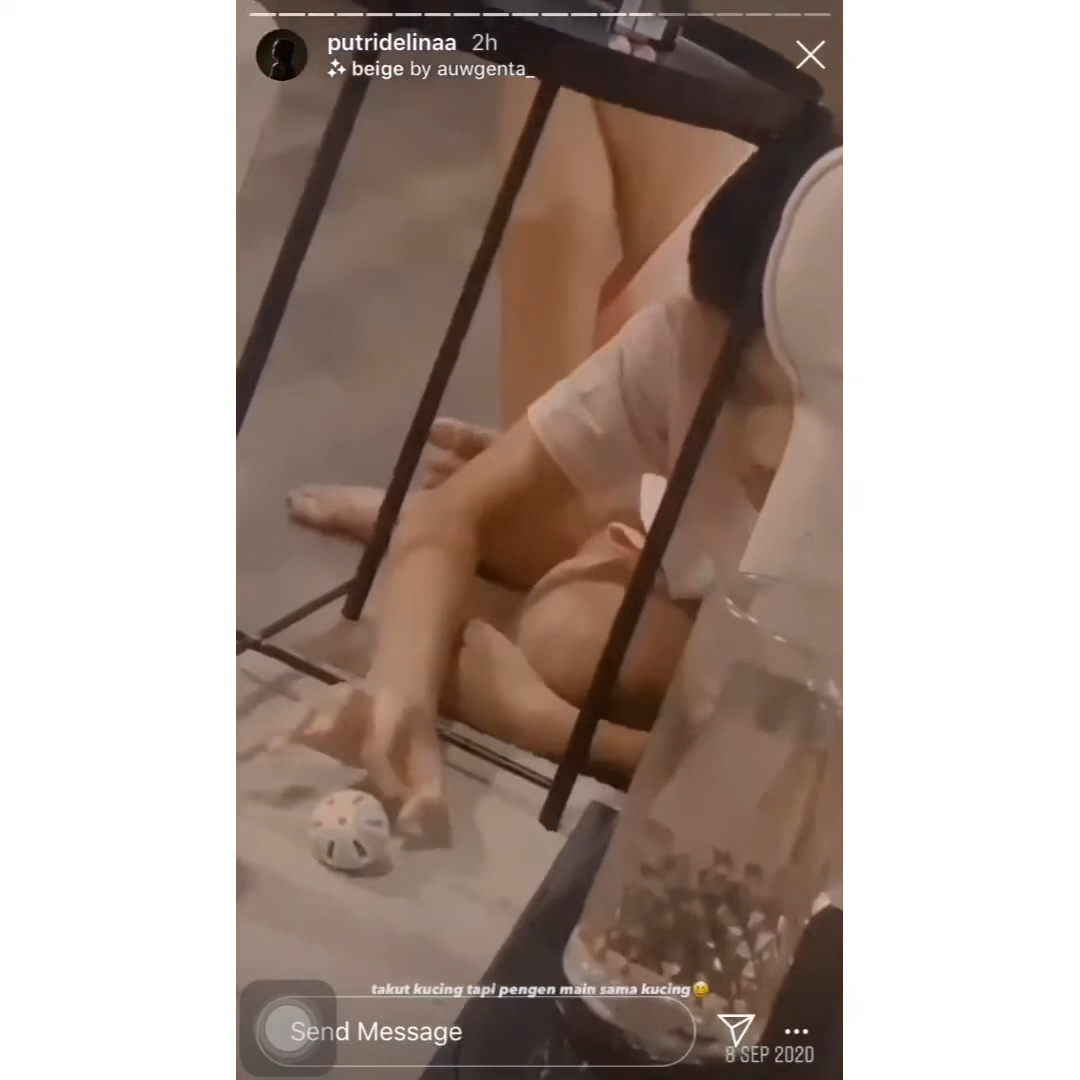 putridelinaa 2h
beige by auwgenta_
takut kucing tapi pengen main sama kucing😀
Send Message
8 SEP 2020